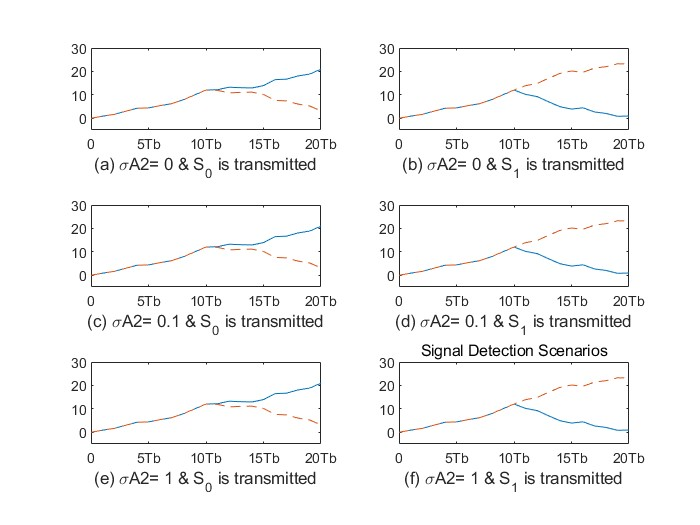 30
20
10
0
0 5Tb 10Tb 15Tb 20Tb
(a) σA2= 0 & S0 is transmitted
30
20
10
0
0 5Tb 10Tb 15Tb 20Tb
(b) σA2= 0 & S1 is transmitted
30
20
10
0
0 5Tb 10Tb 15Tb 20Tb
(c) σA2= 0.1 & S0 is transmitted
30
20
10
0
0 5Tb 10Tb 15Tb 20Tb
(d) σA2= 0.1 & S1 is transmitted
30
20
10
0
0 5Tb 10Tb 15Tb 20Tb
(e) σA2= 1 & S0 is transmitted
Signal Detection Scenarios
30
20
10
0
0 5Tb 10Tb 15Tb 20Tb
(f) σA2= 1 & S1 is transmitted